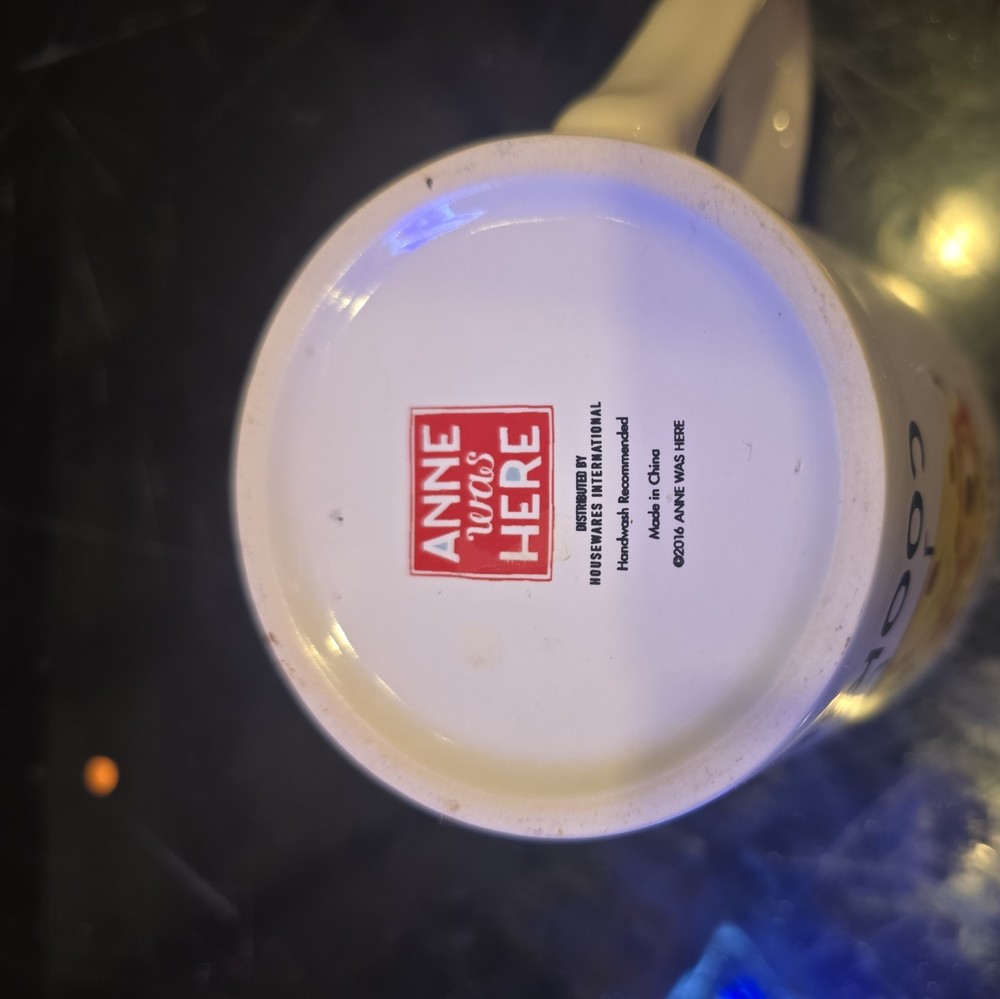 ANNE
was
HERE
DISTRIBUTED BY
HOUSEWARES INTERNATIONAL
Handwash Recommended
Made in China
©2016 ANNE WAS HERE